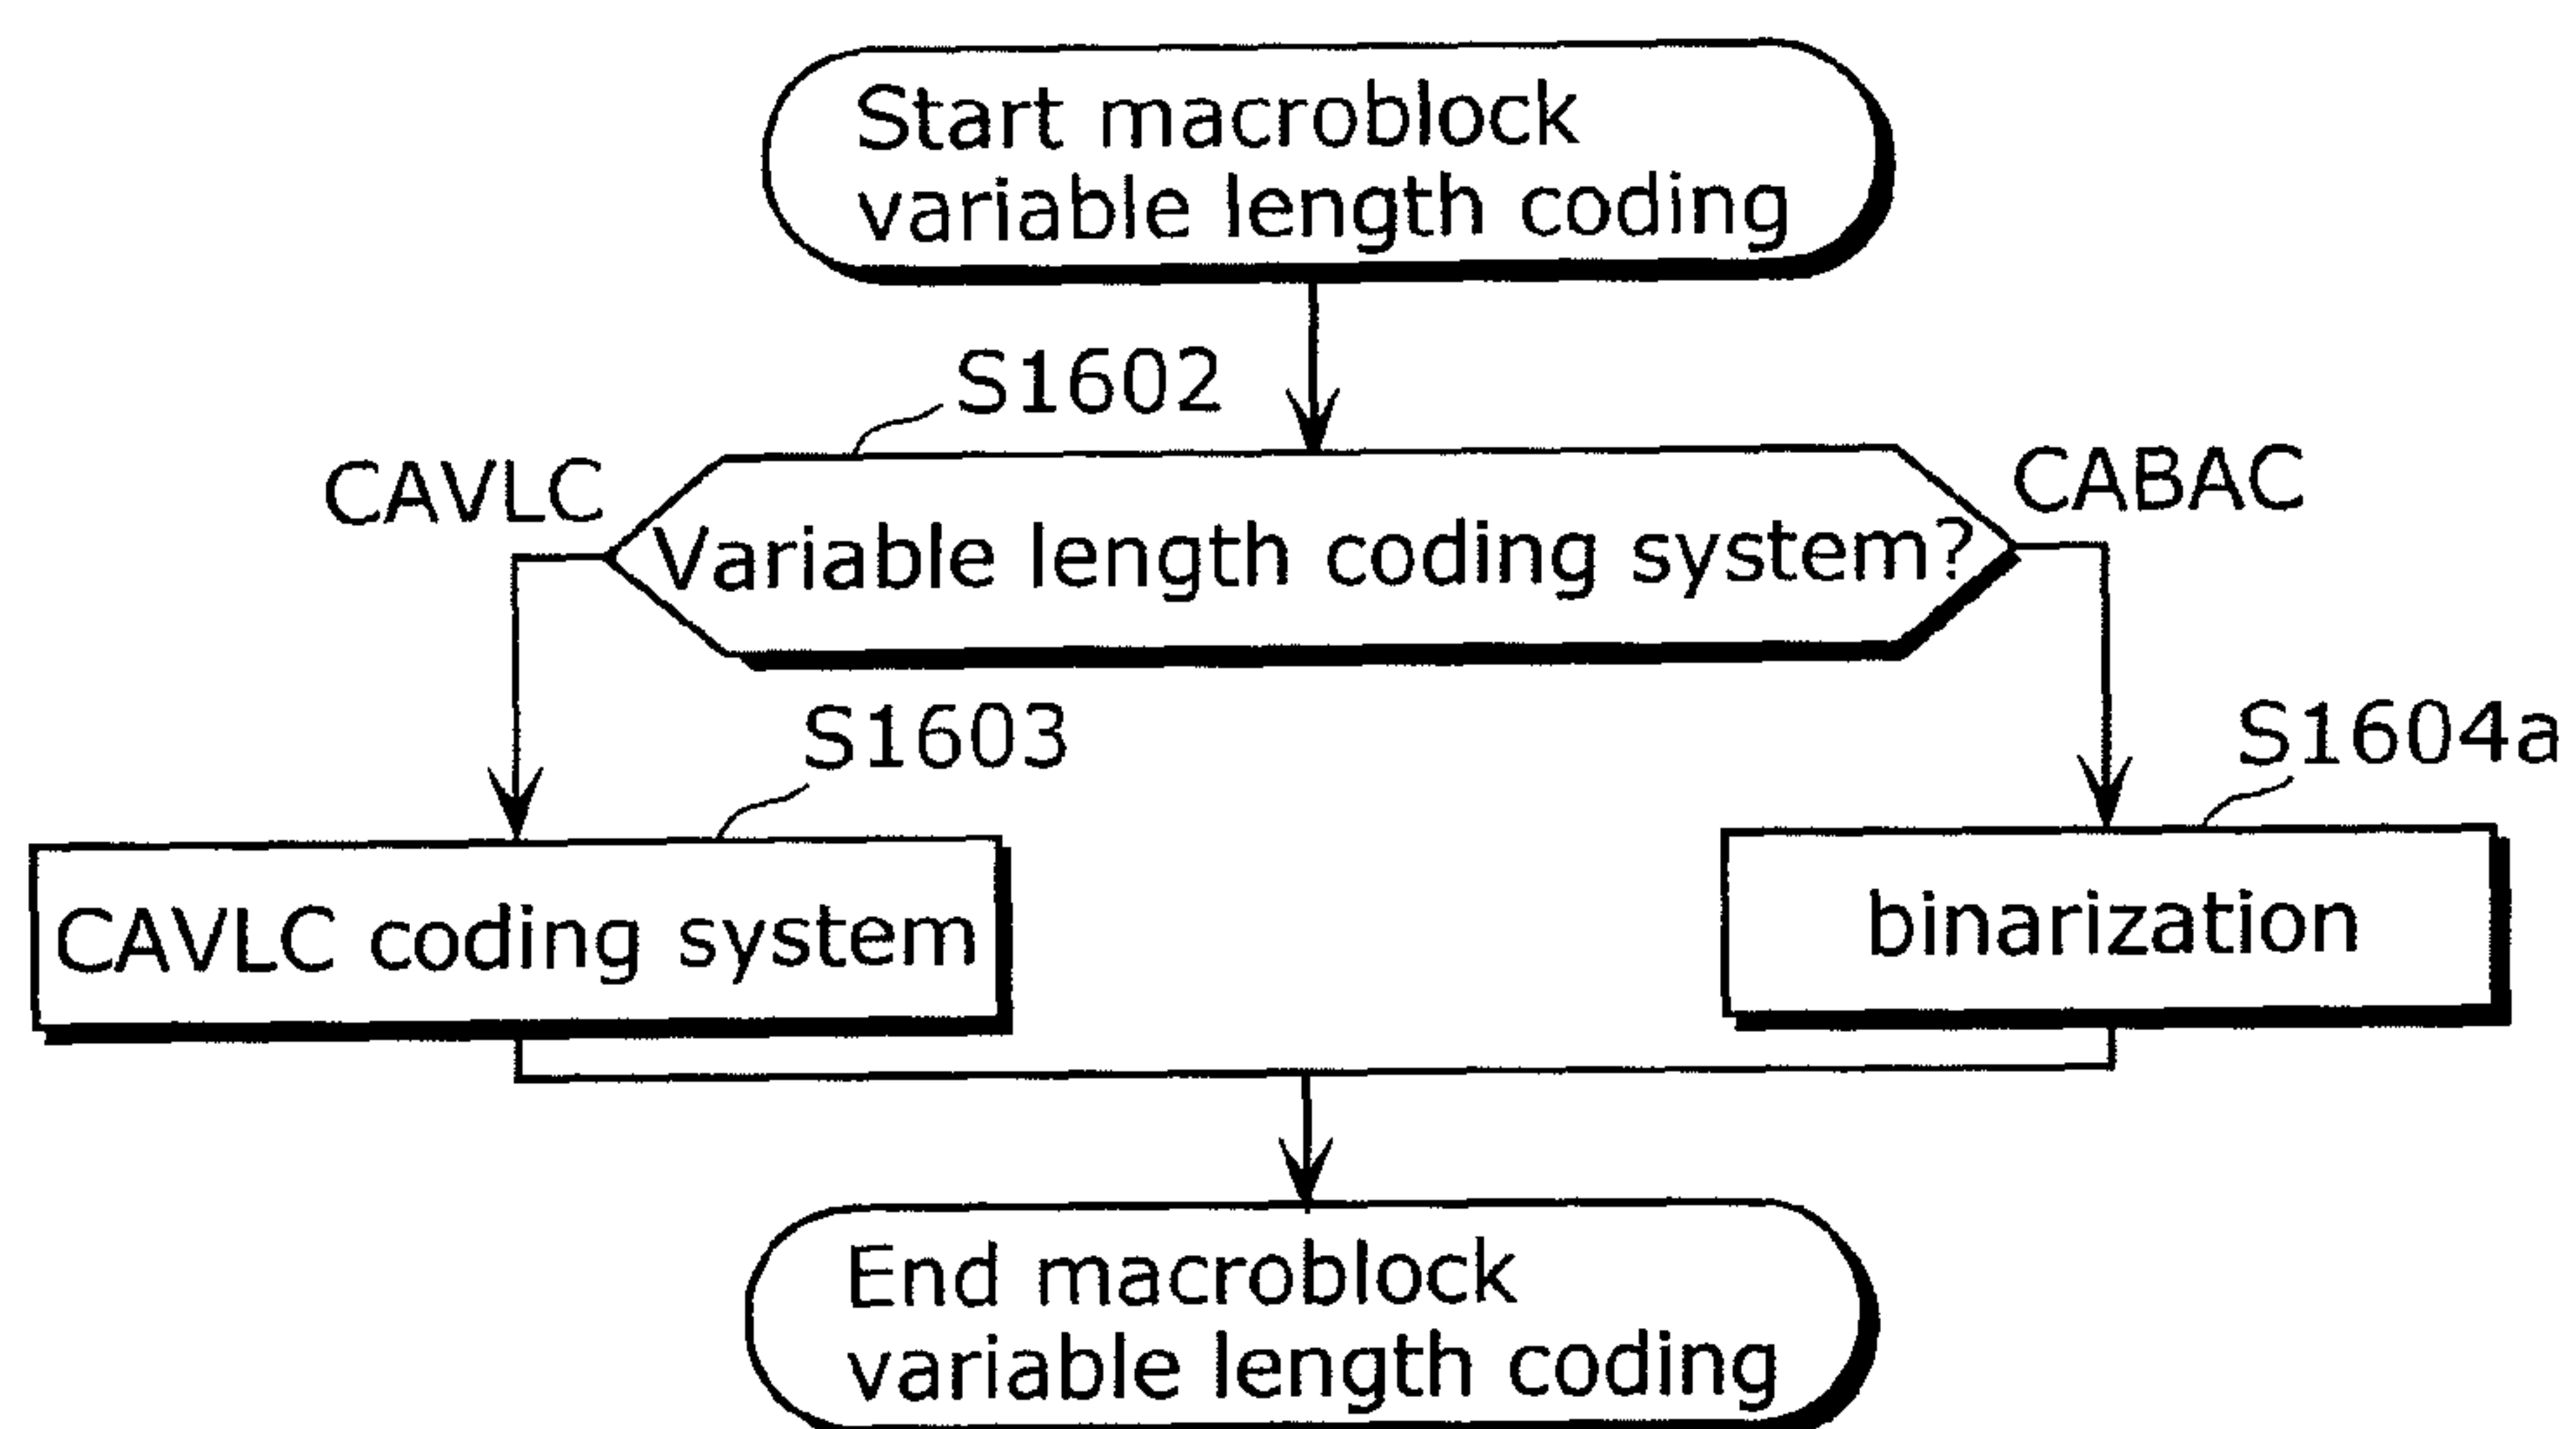 Start macroblock
variable length coding
S1602
CAVLC
CABAC
Variable length coding system?
S1603
S1604a
CAVLC coding system
binarization
End macroblock
variable length coding